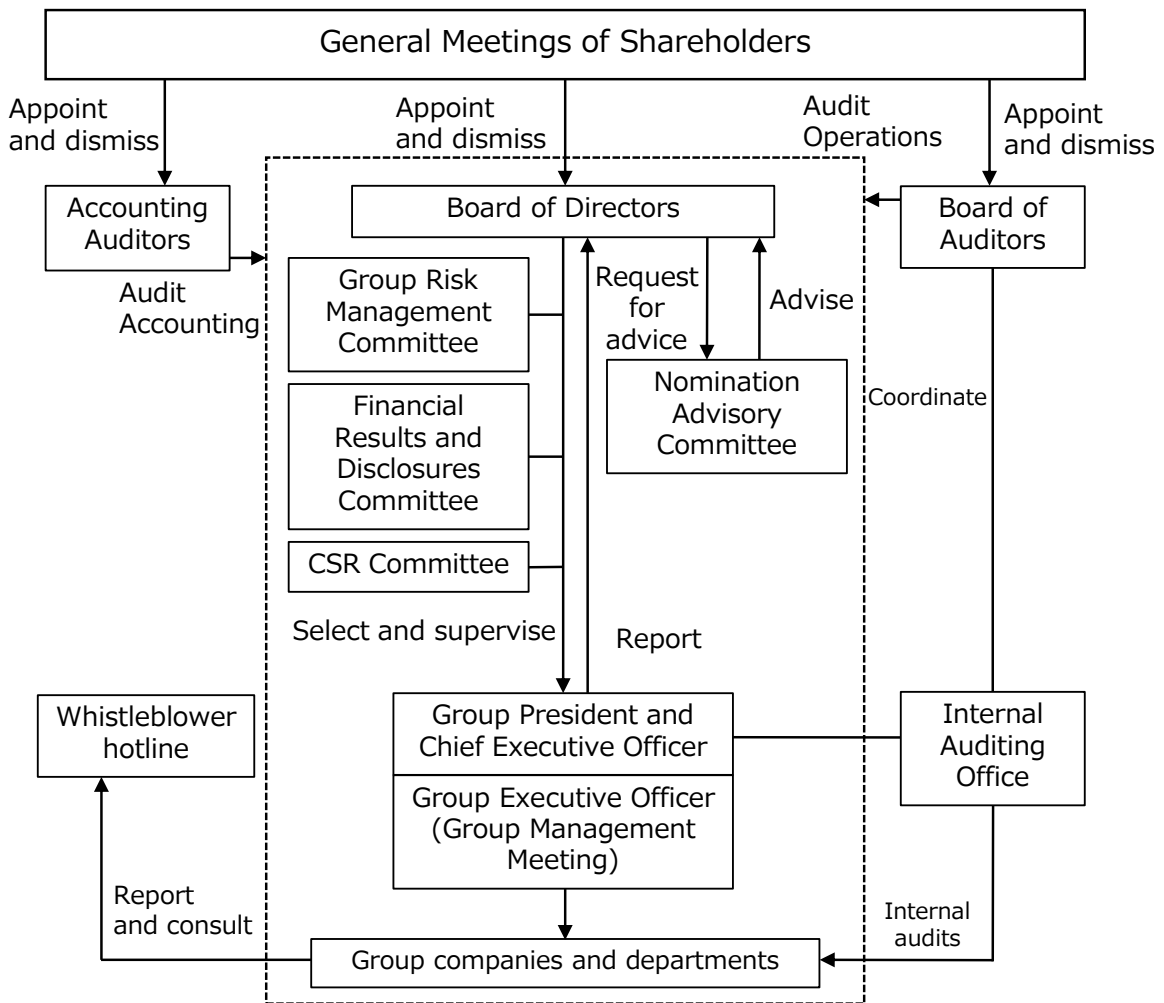 General Meetings of Shareholders
Appoint
and dismiss
Appoint
and dismiss
Audit
Operations
Appoint
and dismiss
Accounting
Auditors
Board of Directors
Board of
Auditors
Audit
Accounting
Group Risk
Management
Committee
Request
for
advice
Advise
Financial
Results and
Disclosures
Committee
Nomination
Advisory
Committee
Coordinate
CSR Committee
Select and supervise
Report
Whistleblower
hotline
Group President and
Chief Executive Officer
Internal
Auditing
Office
Group Executive Officer
(Group Management
Meeting)
Report
and consult
Internal
audits
Group companies and departments